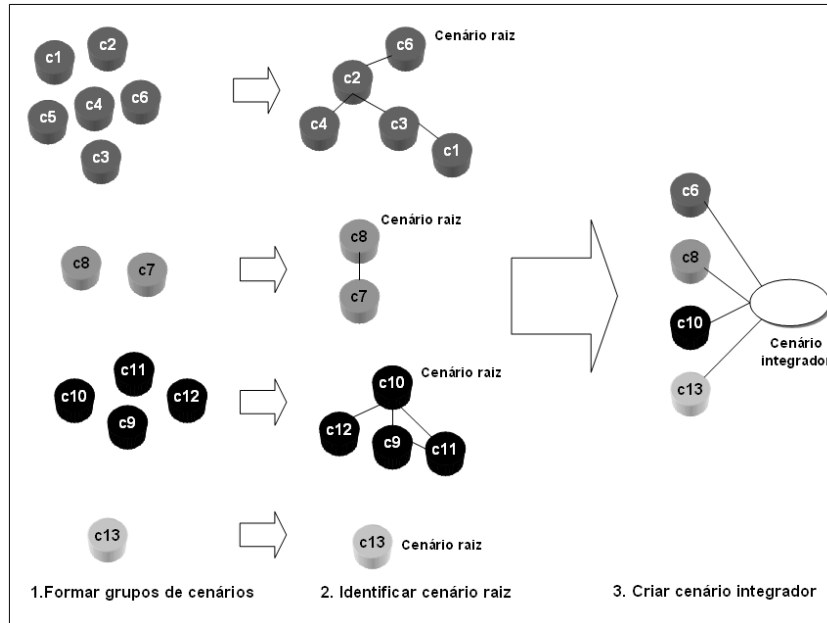 c1
c2
c5
c4
c6
c3
c6
Cenário raiz
c2
c4
c3
c1
c8
c7
c8
Cenário raiz
c7
c10
c11
c12
c9
c10
Cenário raiz
c12
c9
c11
c13
c13
Cenário raiz
c6
c8
c10
c13
Cenário
integrador
1.Formar grupos de cenários
2. Identificar cenário raiz
3. Criar cenário integrador